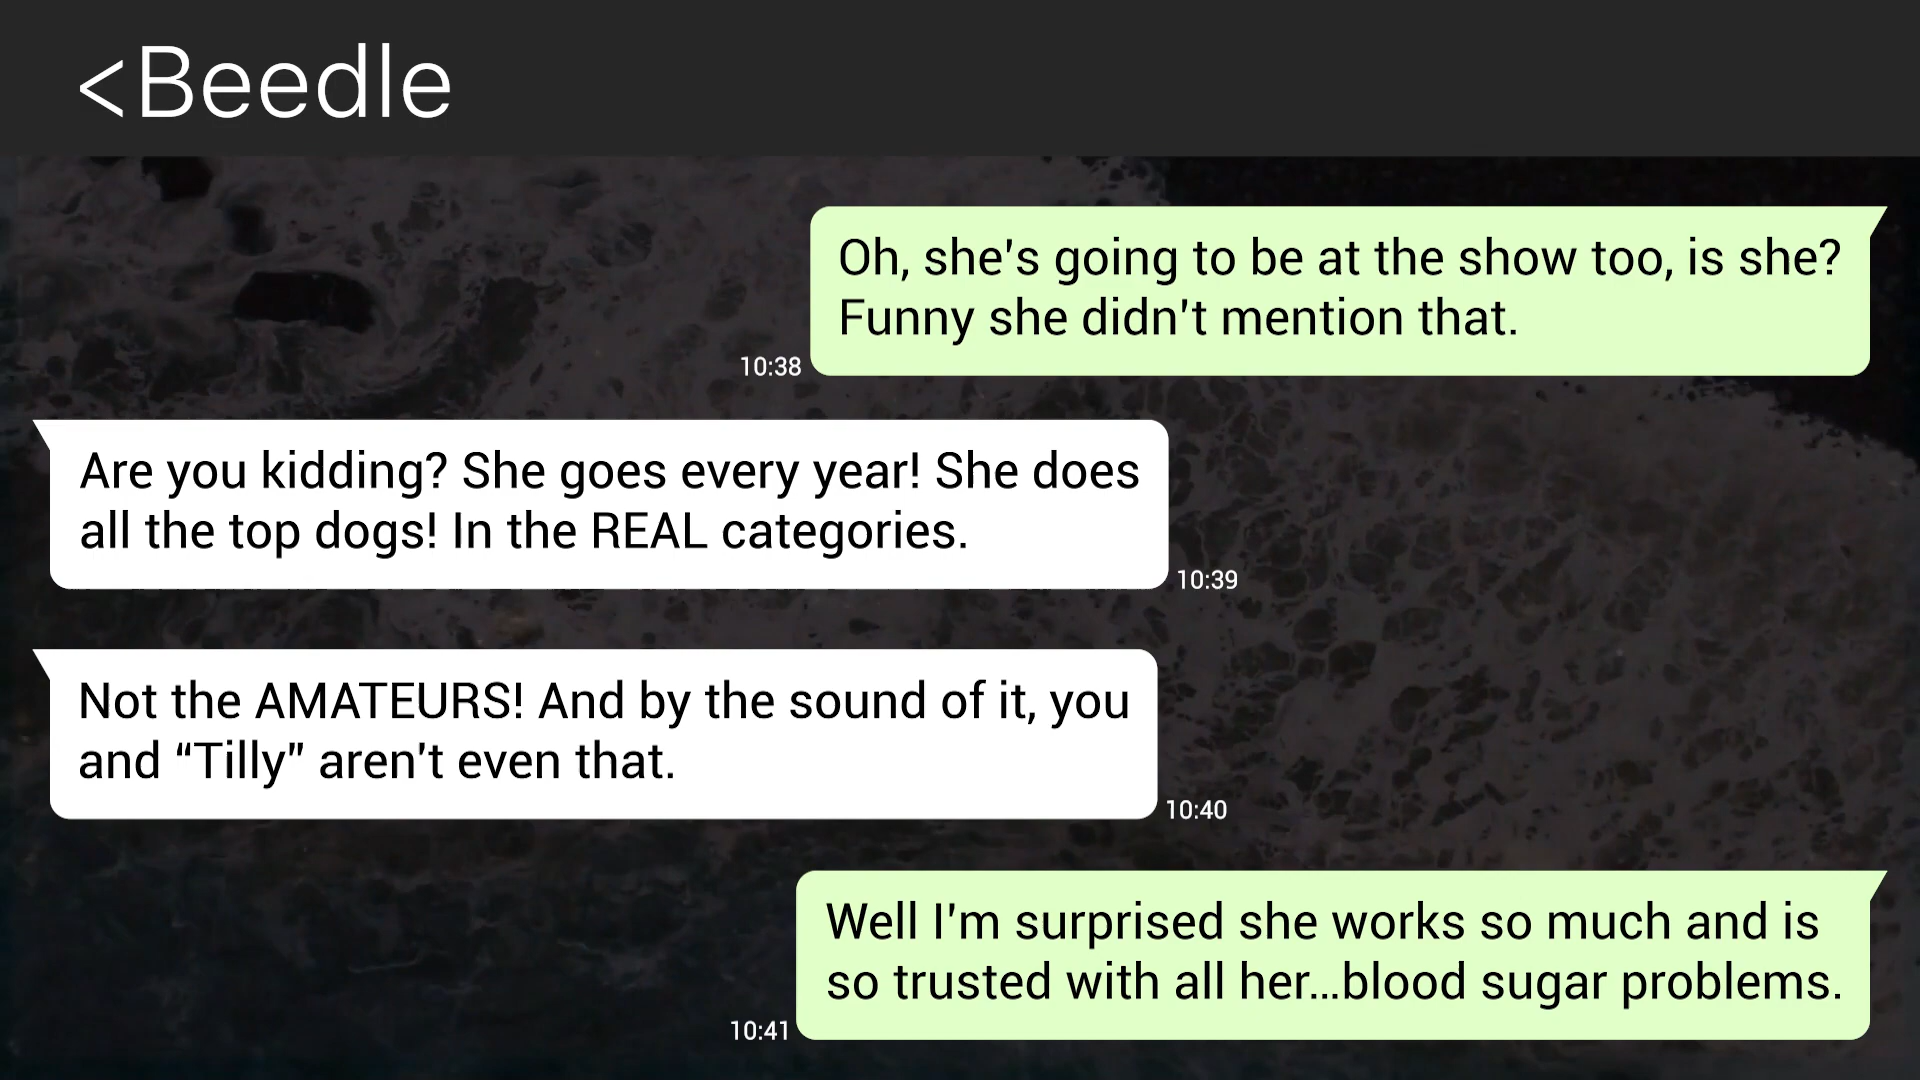 <Beedle
Oh, she's going to be at the show too, is she?
Funny she didn't mention that.
10:38
Are you kidding? She goes every year! She does
all the top dogs! In the REAL categories.
10:39
Not the AMATEURS! And by the sound of it, you
and “Tilly” aren't even that.
10:40
Well I'm surprised she works so much and is
so trusted with all her...blood sugar problems.
10:41